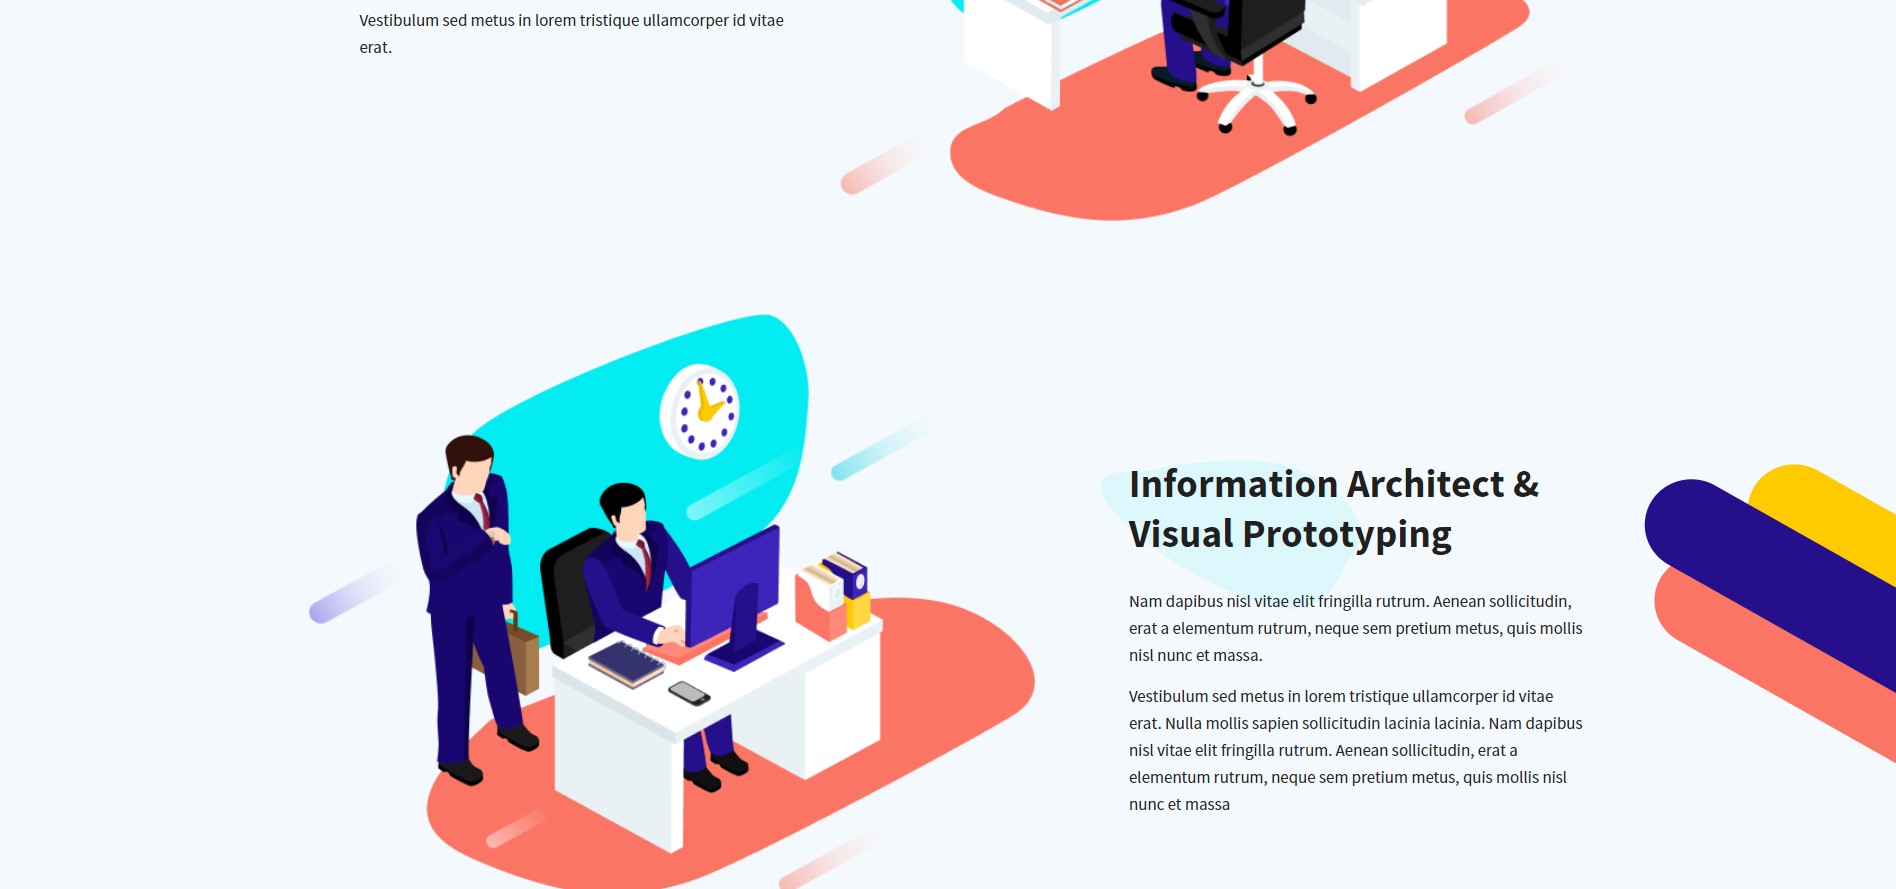 Vestibulum sed metus in lorem tristique ullamcorper id vitae
erat.
Information Architect &
Visual Prototyping
Nam dapibus nisl vitae elit fringilla rutrum. Aenean sollicitudin,
erat a elementum rutrum, neque sem pretium metus, quis mollis
nisl nunc et massa.
Vestibulum sed metus in lorem tristique ullamcorper id vitae
erat. Nulla mollis sapien sollicitudin lacinia lacinia. Nam dapibus
nisl vitae elit fringilla rutrum. Aenean sollicitudin, erat a
elementum rutrum, neque sem pretium metus, quis mollis nisl
nunc et massa